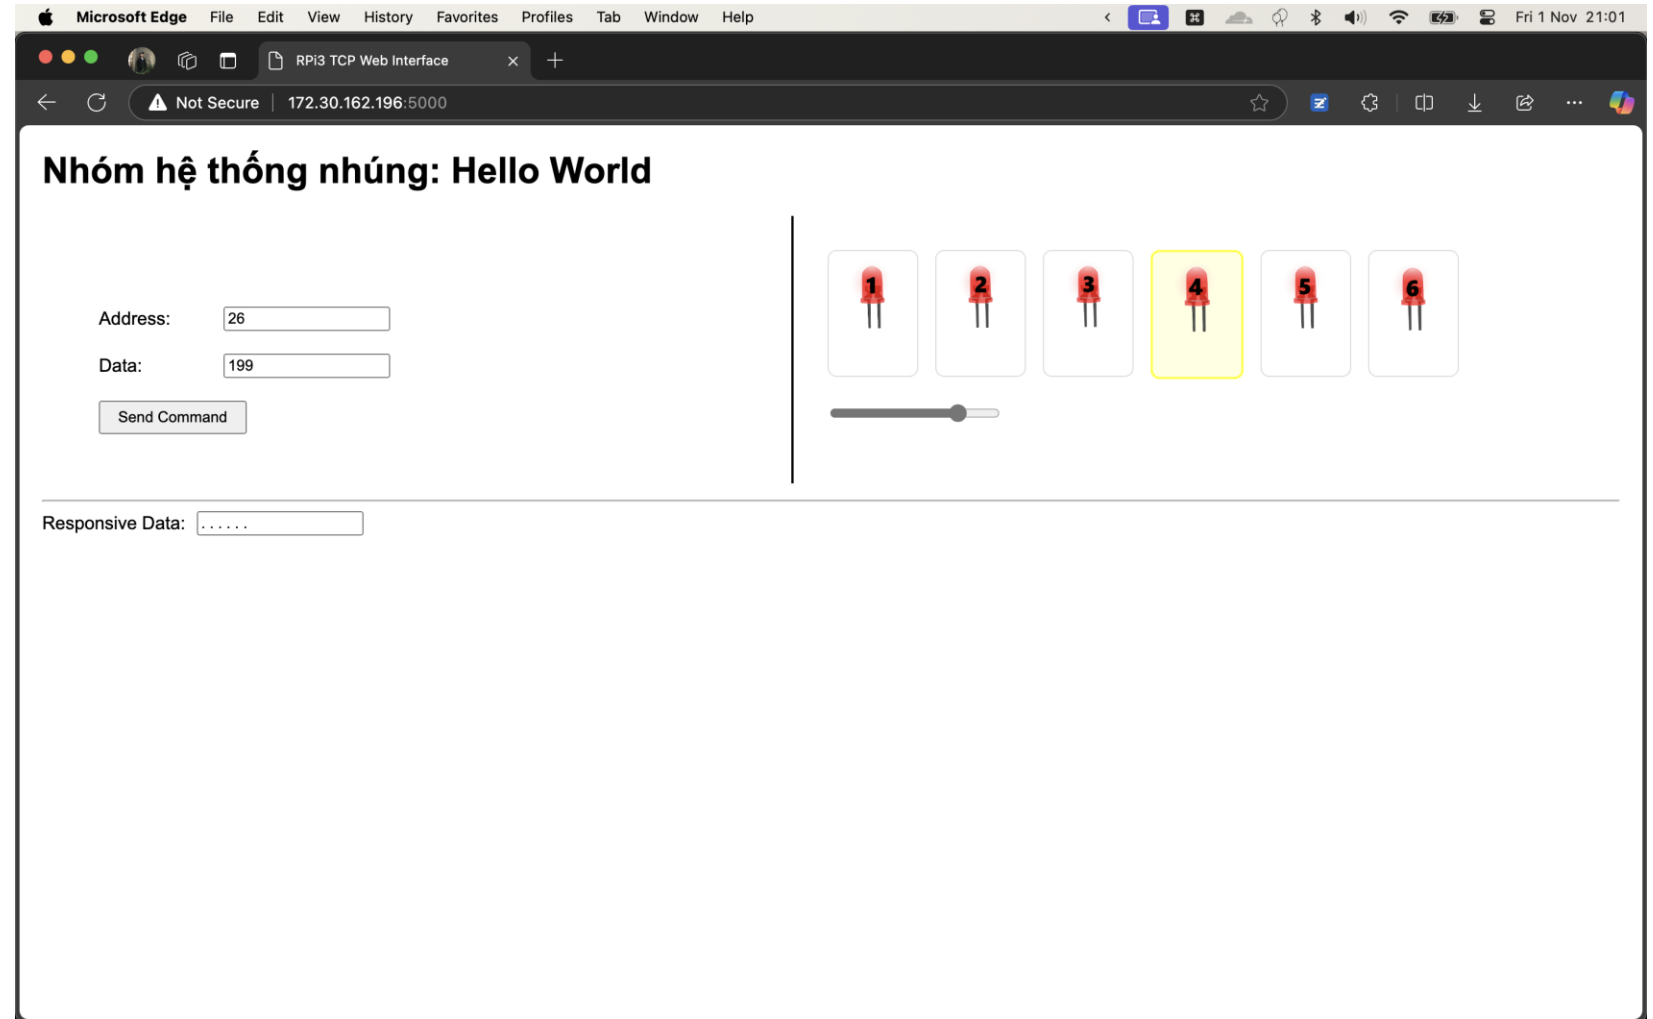 Microsoft Edge File Edit View History Favorites Profiles Tab Window Help Fri 1 Nov 21:01
RPi3 TCP Web Interface
Not Secure 172.30.162.196:5000
Nhóm hệ thống nhúng: Hello World
Address: 26
Data: 199
Send Command
1 2 3 4 5 6
Responsive Data: ......